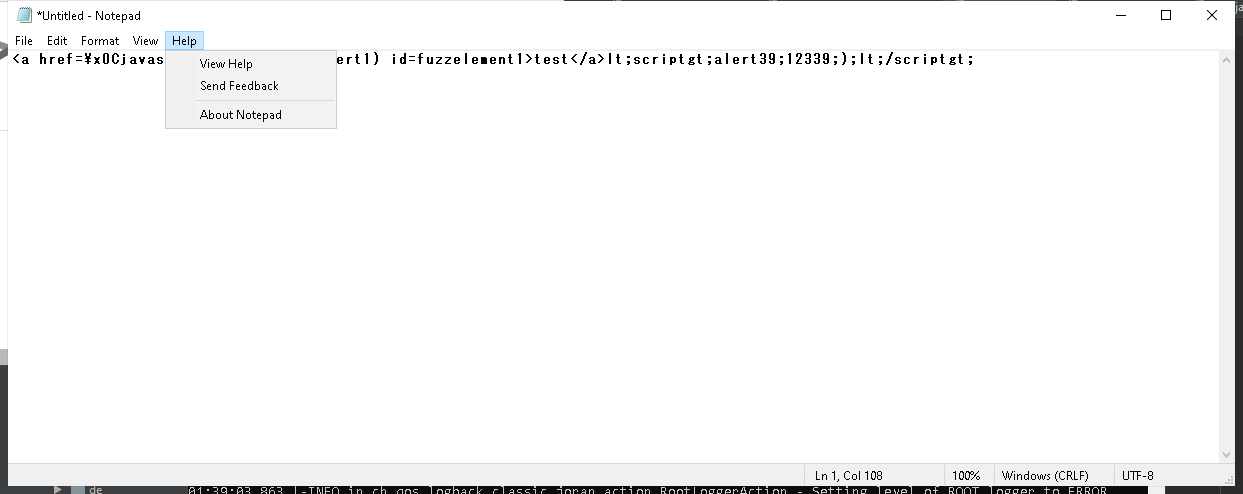 *Untitled - Notepad
File Edit Format View Help
<a href=¥x0Cjavas ert1) id=fuzzelement1>test</a>lt;scriptgt;alert39;12339;);lt;/scriptgt;
View Help
Send Feedback
About Notepad
Ln 1, Col 108 100% Windows (CRLF) UTF-8
de 01:39:03,863 |-INFO in ch.qos.logback.classic.joran.action.RootLoggerAction - Setting level of ROOT logger to ERROR